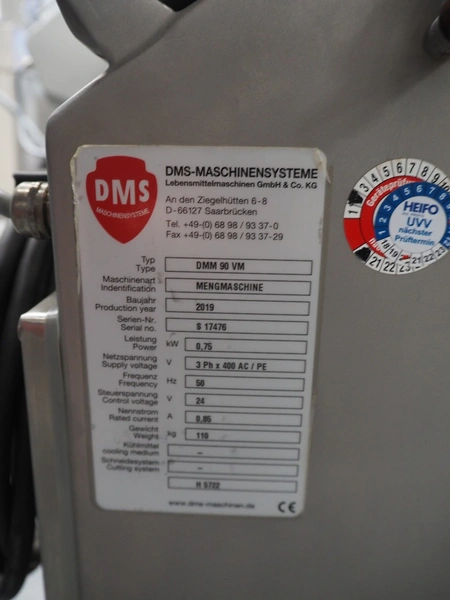 DMS
MASCHINENSYSTEME
DMS-MASCHINENSYSTEME
Lebensmittelmaschinen GmbH & Co. KG
An den Ziegelhütten 6-8
D-66127 Saarbrücken
Tel. +49-(0) 68 98 / 93 37-0
Fax +49-(0) 68 98 / 93 37-29
Typ
Type DMM 90 VM
Maschinenart
Indentification MENGMASCHINE
Baujahr
Production year 2019
Serien-Nr.
Serial no. S 17476
Leistung
Power kW 0,75
Netzspannung
Supply voltage V 3 Ph x 400 AC / PE
Frequenz
Frequency Hz 50
Steuerspannung
Control voltage V 24
Nennstrom
Rated current A 0,85
Gewicht
Weight kg 110
Kühlmittel
cooling medium –
Schneidesystem
Cutting system –
H 5722
www.dms-maschinen.de CE
Geräteprüfung
HEIFO
UVV
nächster
Prüftermin